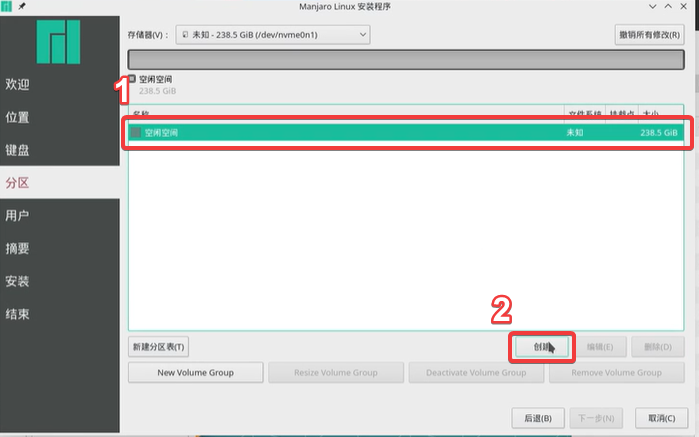 Manjaro Linux 安装程序
存储器(V)： 未知 - 238.5 GiB (/dev/nvme0n1) 撤销所有修改(R)
欢迎
位置
键盘
分区
用户
摘要
安装
结束
空闲空间
238.5 GiB
1
名称 文件系统 挂载点 大小
空闲空间 未知 238.5 GiB
2
新建分区表(T) 创建 编辑(E) 删除(D)
New Volume Group Resize Volume Group Deactivate Volume Group Remove Volume Group
后退(B) 下一步(N) 取消(C)